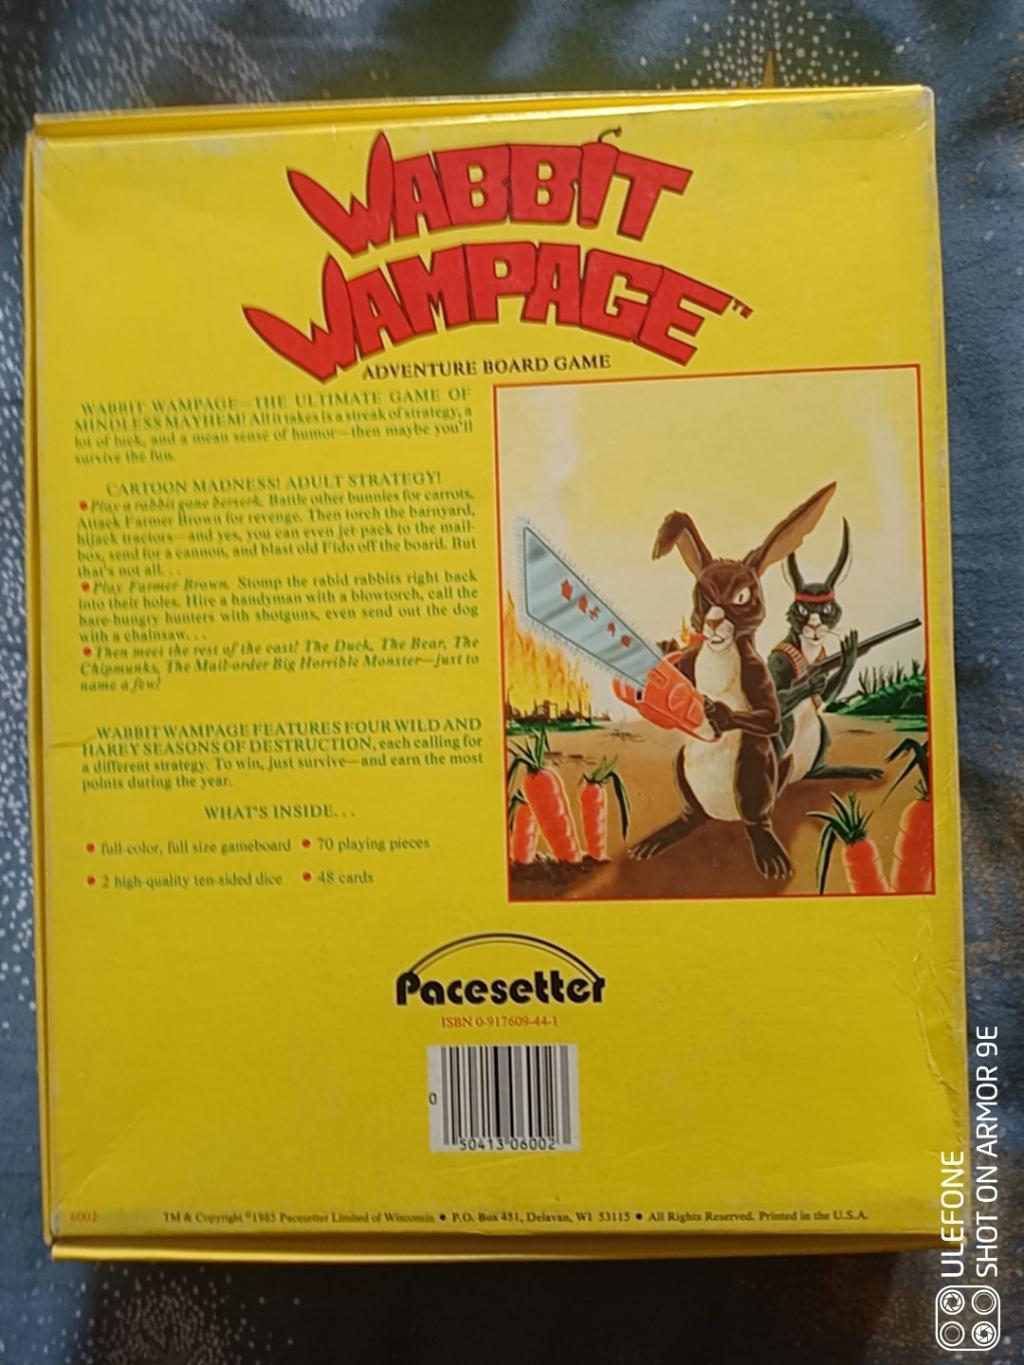 WABBIT
WAMPAGE™
ADVENTURE BOARD GAME
WABBIT WAMPAGE—THE ULTIMATE GAME OF
MINDLESS MAYHEM! All it takes is a streak of strategy, a
lot of luck, and a mean sense of humor—then maybe you'll
survive the fun.
CARTOON MADNESS! ADULT STRATEGY!
• Play a rabbit gone berserk. Battle other bunnies for carrots.
Attack Farmer Brown for revenge. Then torch the barnyard,
hijack tractors—and yes, you can even jet-pack to the mail-
box, send for a cannon, and blast old Fido off the board. But
that's not all. . .
• Play Farmer Brown. Stomp the rabid rabbits right back
into their holes. Hire a handyman with a blowtorch, call the
hare-hungry hunters with shotguns, even send out the dog
with a chainsaw. . .
• Then meet the rest of the cast! The Duck, The Bear, The
Chipmunks, The Mail-order Big Horrible Monster—just to
name a few!
WABBIT WAMPAGE FEATURES FOUR WILD AND
HAREY SEASONS OF DESTRUCTION, each calling for
a different strategy. To win, just survive—and earn the most
points during the year.
WHAT'S INSIDE. . .
• full-color, full size gameboard • 70 playing pieces
• 2 high-quality ten-sided dice • 48 cards
Pacesetter
ISBN 0-917609-44-1
0
50413 06002
6002 TM & Copyright ©1985 Pacesetter Limited of Wisconsin • P.O. Box 451, Delavan, WI 53115 • All Rights Reserved. Printed in the U.S.A.
ULEFONE
SHOT ON ARMOR 9E